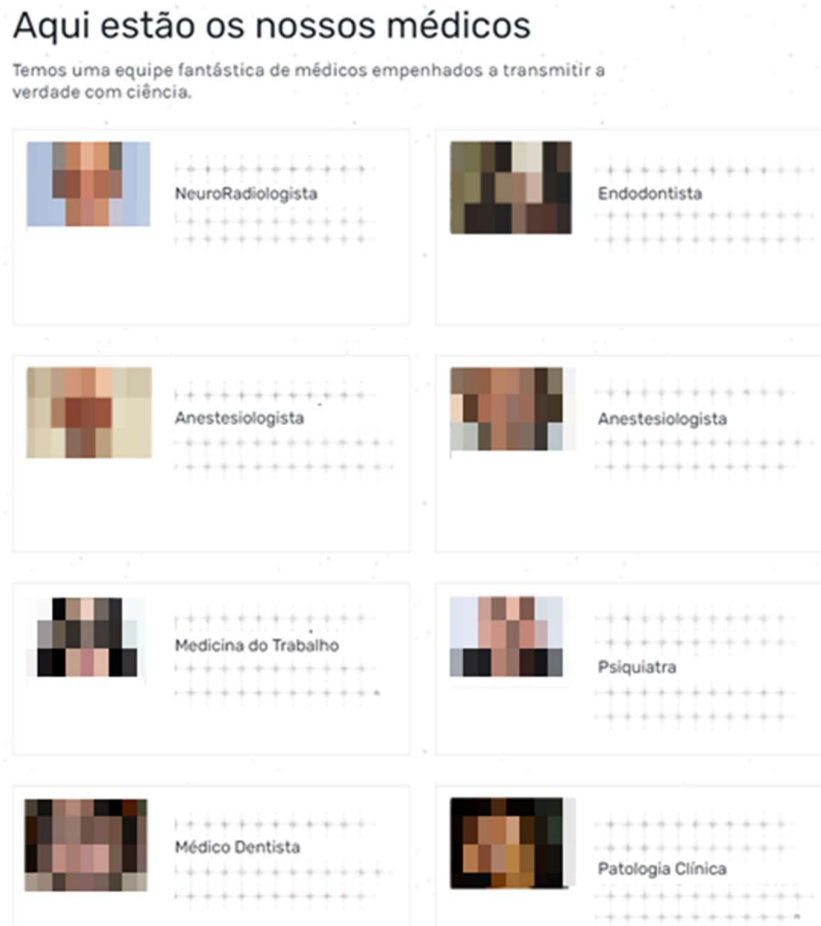 Aqui estão os nossos médicos
Temos uma equipe fantástica de médicos empenhados a transmitir a
verdade com ciência.
NeuroRadiologista
Endodontista
Anestesiologista
Anestesiologista
Medicina do Trabalho
Psiquiatra
Médico Dentista
Patologia Clínica